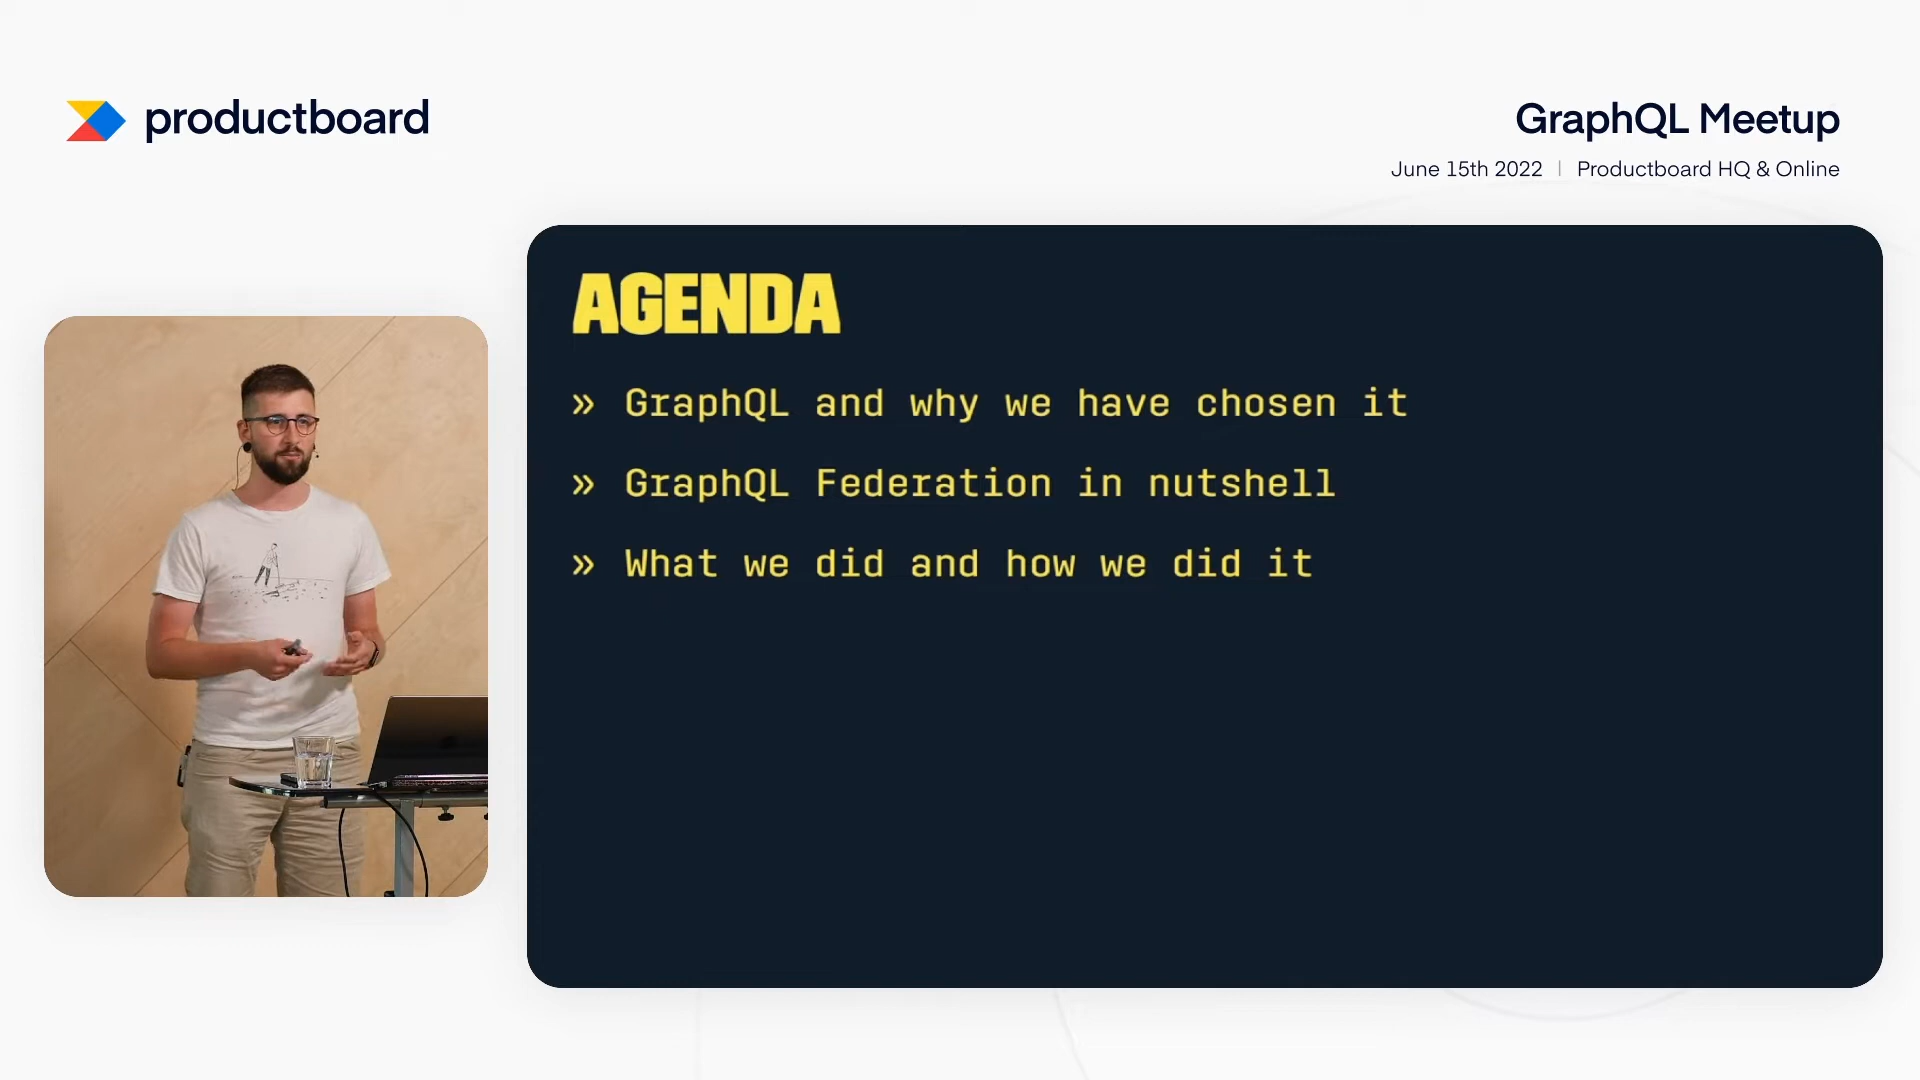 productboard
GraphQL Meetup
June 15th 2022 | Productboard HQ & Online
AGENDA
» GraphQL and why we have chosen it
» GraphQL Federation in nutshell
» What we did and how we did it